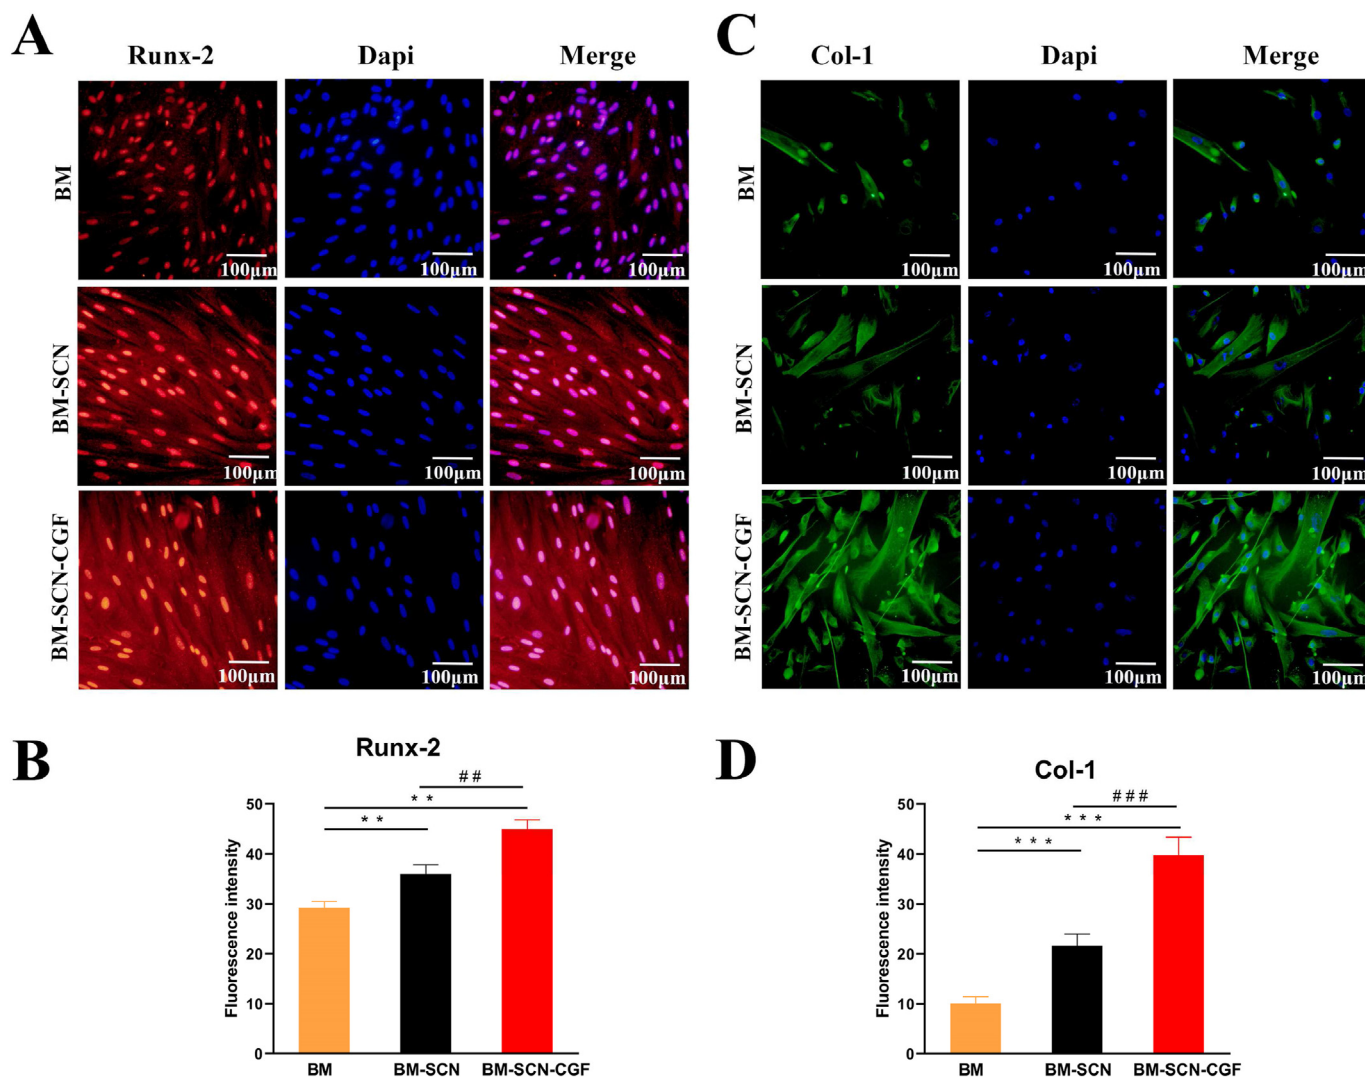 A
Runx-2 Dapi Merge
BM
100μm 100μm 100μm
BM-SCN
100μm 100μm 100μm
BM-SCN-CGF
100μm 100μm 100μm
C
Col-1 Dapi Merge
BM
100μm 100μm 100μm
BM-SCN
100μm 100μm 100μm
BM-SCN-CGF
100μm 100μm 100μm
B
Runx-2
##
**
**
Fluorescence intensity
50
40
30
20
10
0
BM BM-SCN BM-SCN-CGF
D
Col-1
###
***
***
Fluorescence intensity
50
40
30
20
10
0
BM BM-SCN BM-SCN-CGF